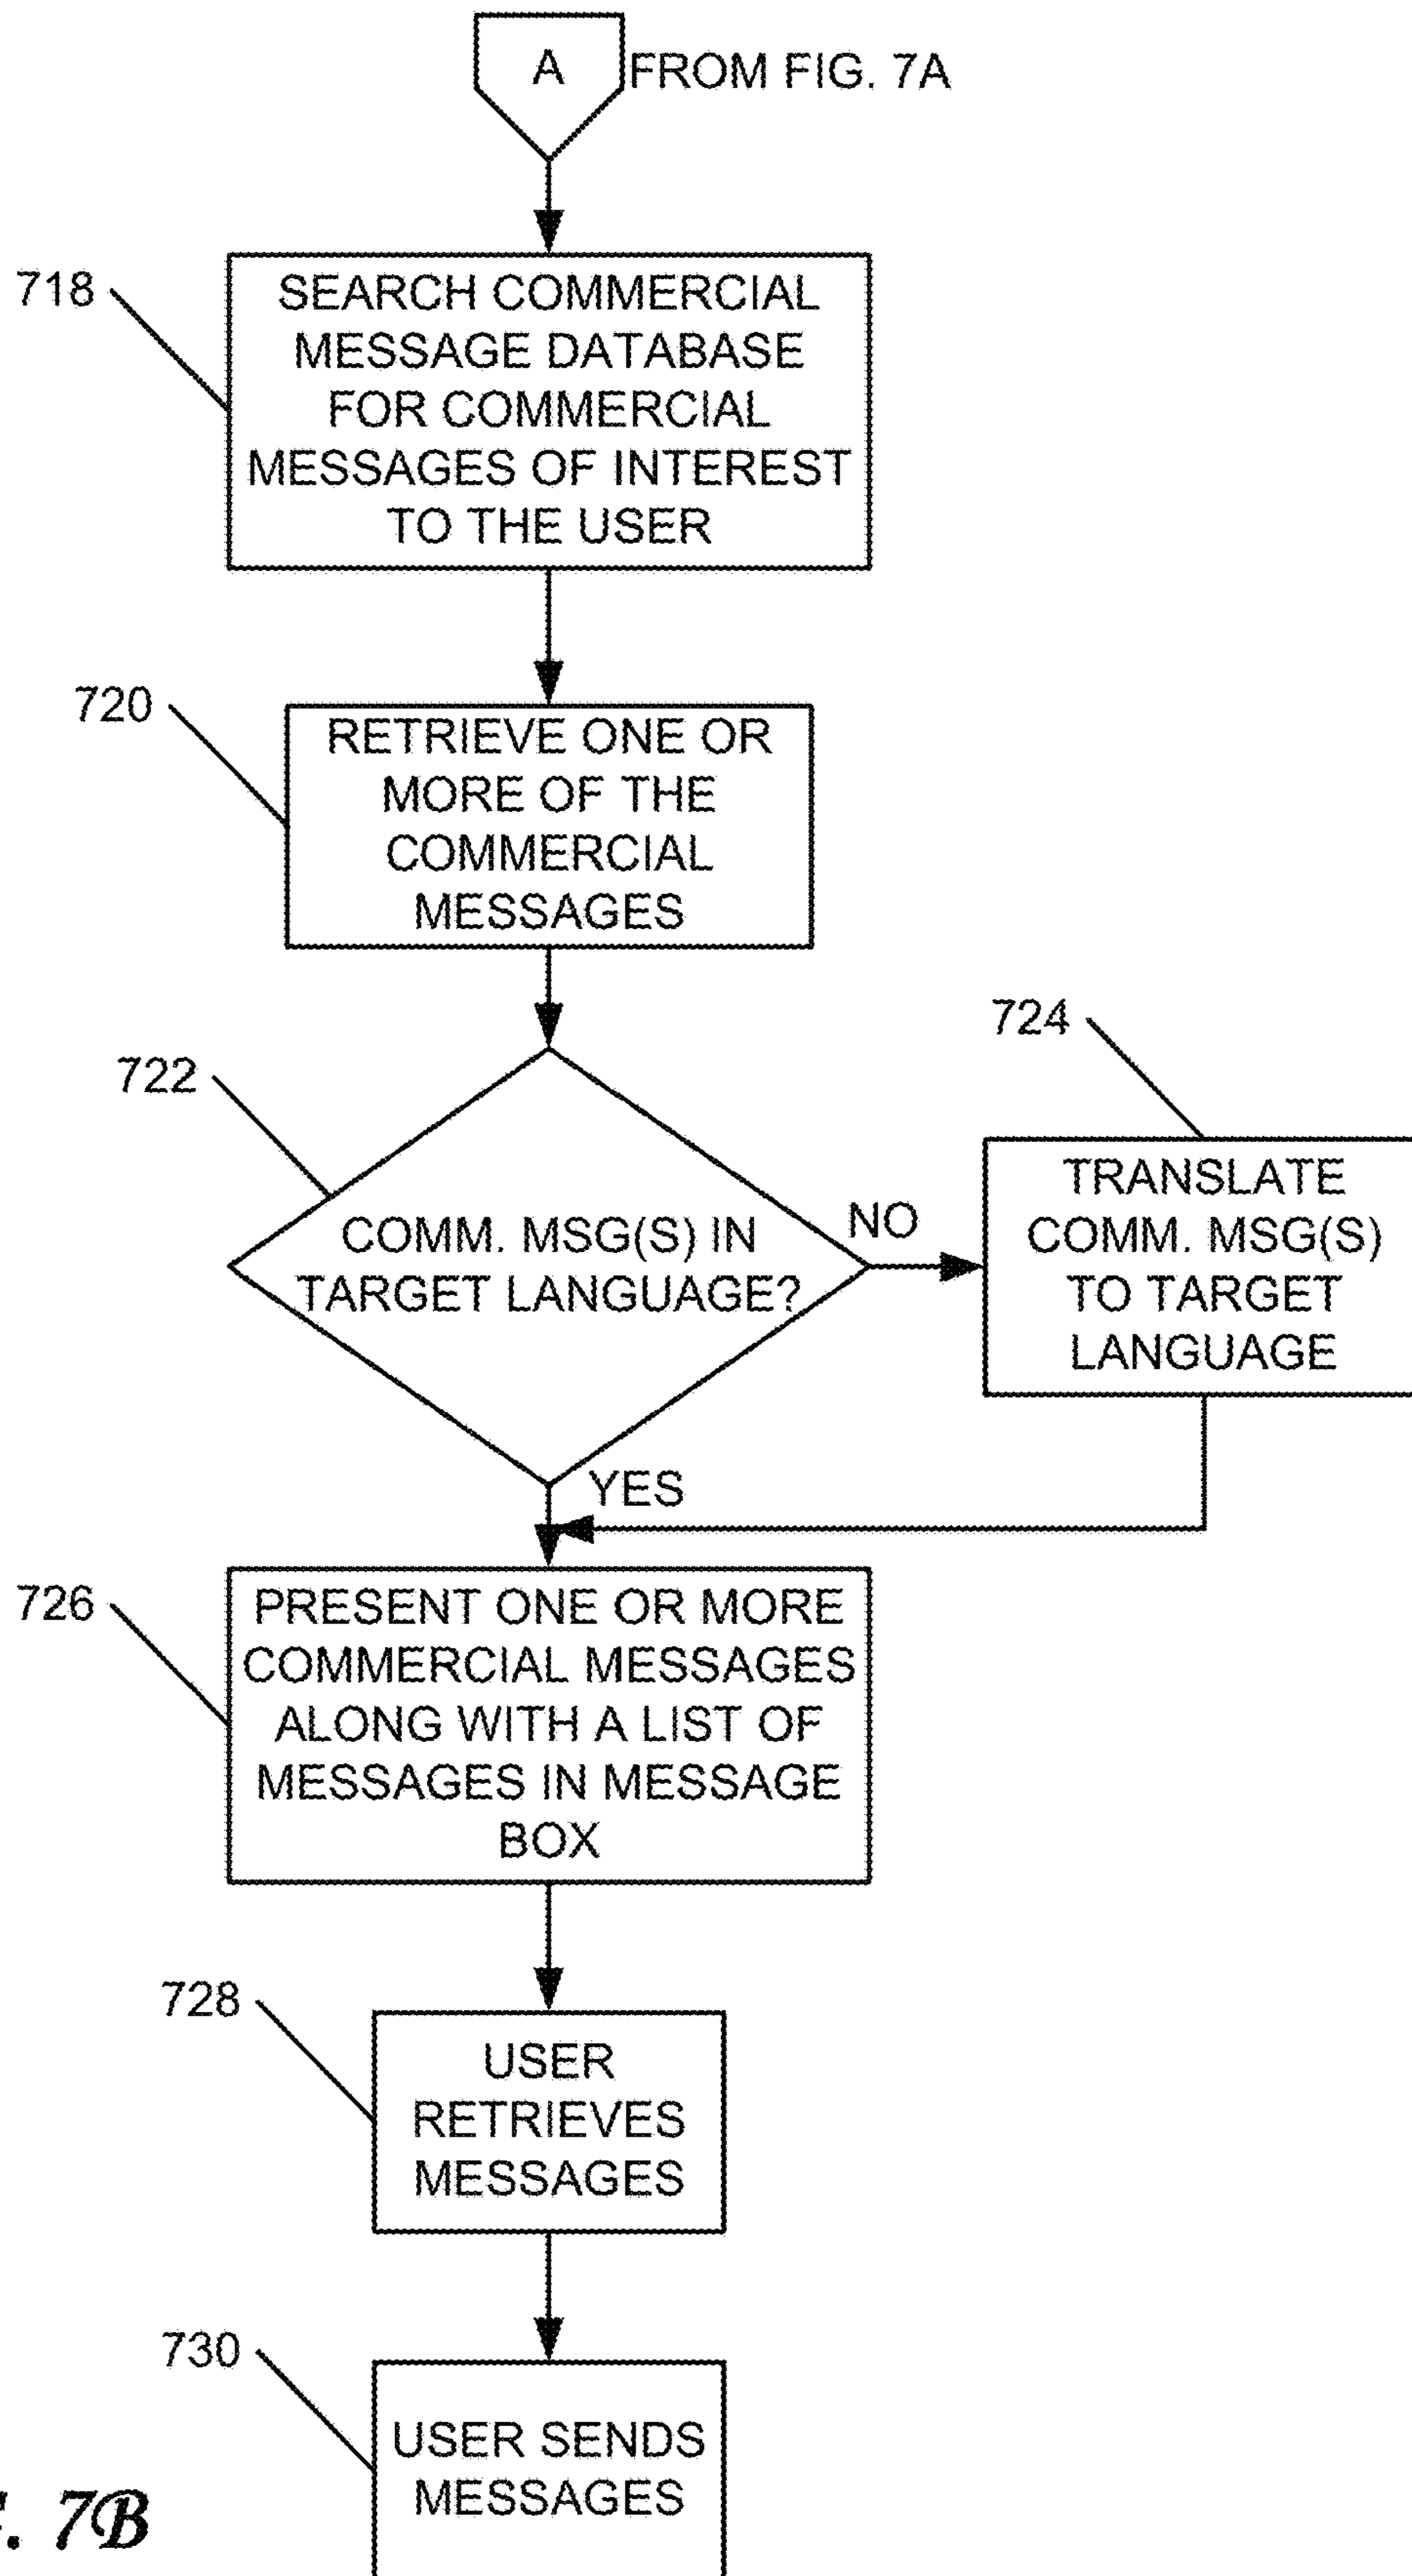 A
FROM FIG. 7A
718
SEARCH COMMERCIAL
MESSAGE DATABASE
FOR COMMERCIAL
MESSAGES OF INTEREST
TO THE USER
720
RETRIEVE ONE OR
MORE OF THE
COMMERCIAL
MESSAGES
722
COMM. MSG(S) IN
TARGET LANGUAGE?
NO
724
TRANSLATE
COMM. MSG(S)
TO TARGET
LANGUAGE
YES
726
PRESENT ONE OR MORE
COMMERCIAL MESSAGES
ALONG WITH A LIST OF
MESSAGES IN MESSAGE
BOX
728
USER
RETRIEVES
MESSAGES
730
USER SENDS
MESSAGES
7B